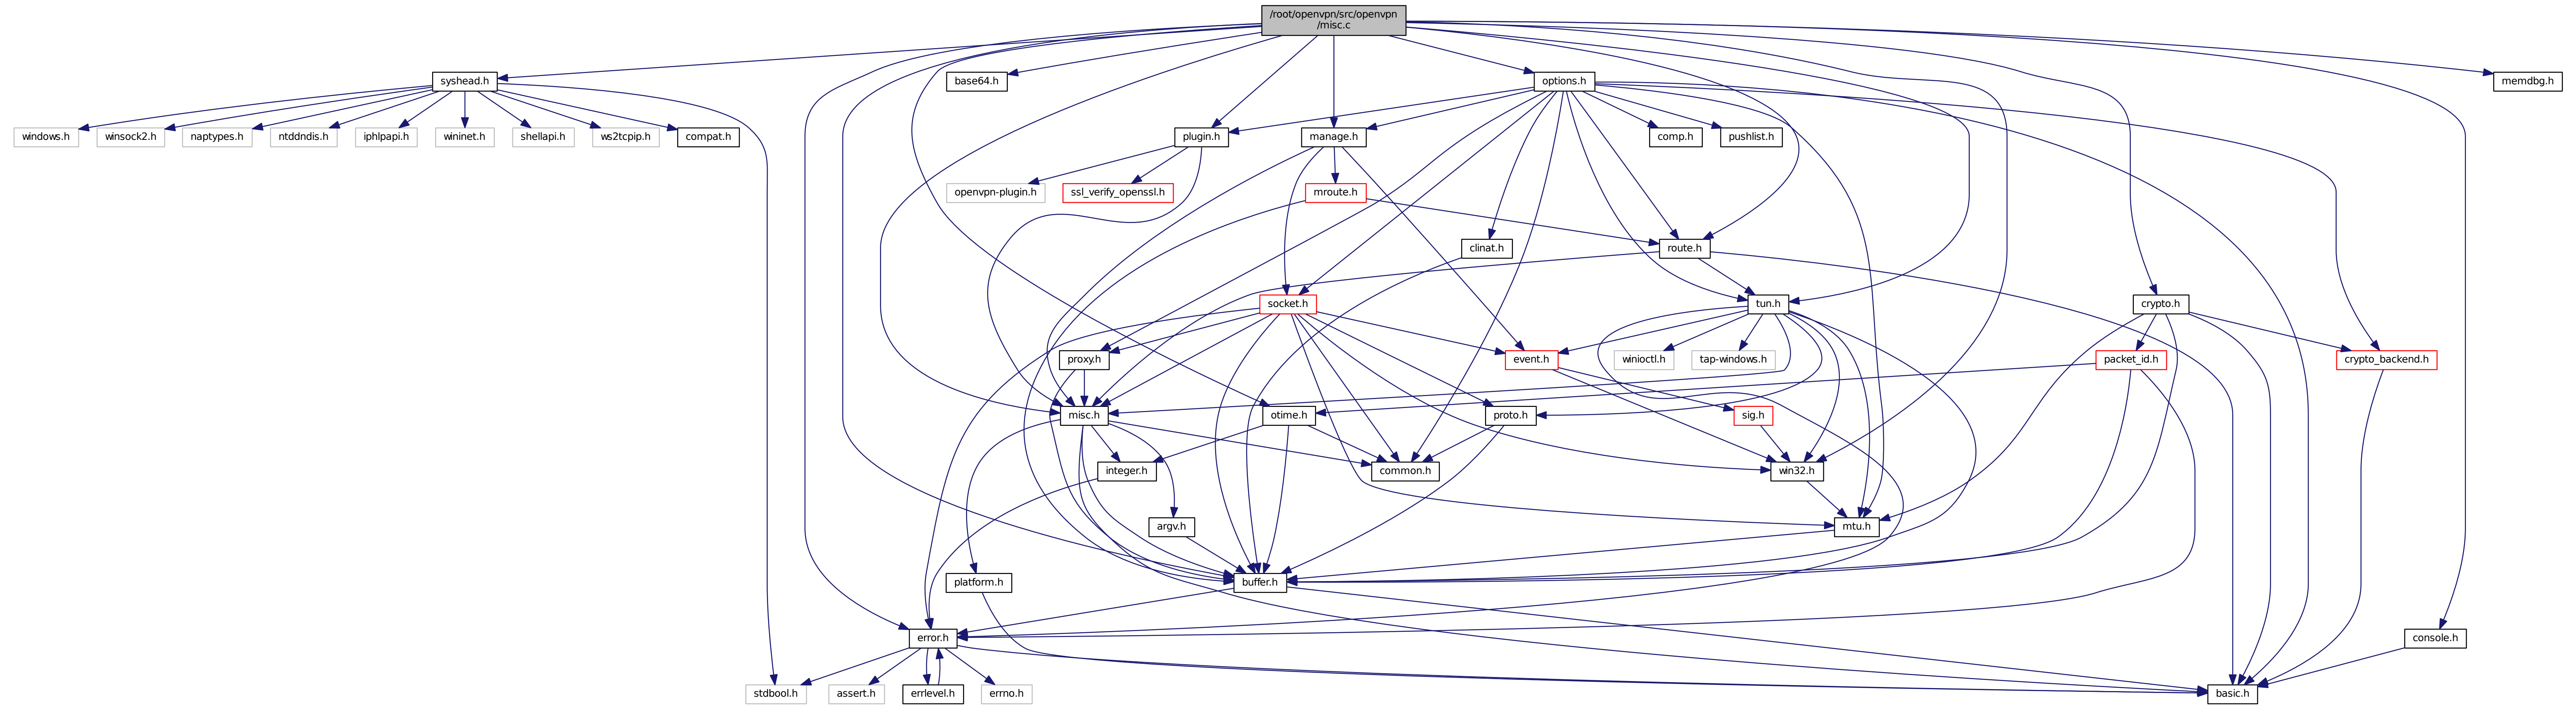 /root/openvpn/src/openvpn
/misc.c
syshead.h
base64.h
options.h
memdbg.h
windows.h
winsock2.h
naptypes.h
ntddndis.h
iphlpapi.h
wininet.h
shellapi.h
ws2tcpip.h
compat.h
plugin.h
manage.h
comp.h
pushlist.h
openvpn-plugin.h
ssl_verify_openssl.h
mroute.h
clinat.h
route.h
socket.h
tun.h
crypto.h
proxy.h
event.h
winioctl.h
tap-windows.h
packet_id.h
crypto_backend.h
misc.h
otime.h
proto.h
sig.h
integer.h
common.h
win32.h
argv.h
mtu.h
platform.h
buffer.h
error.h
console.h
stdbool.h
assert.h
errlevel.h
errno.h
basic.h